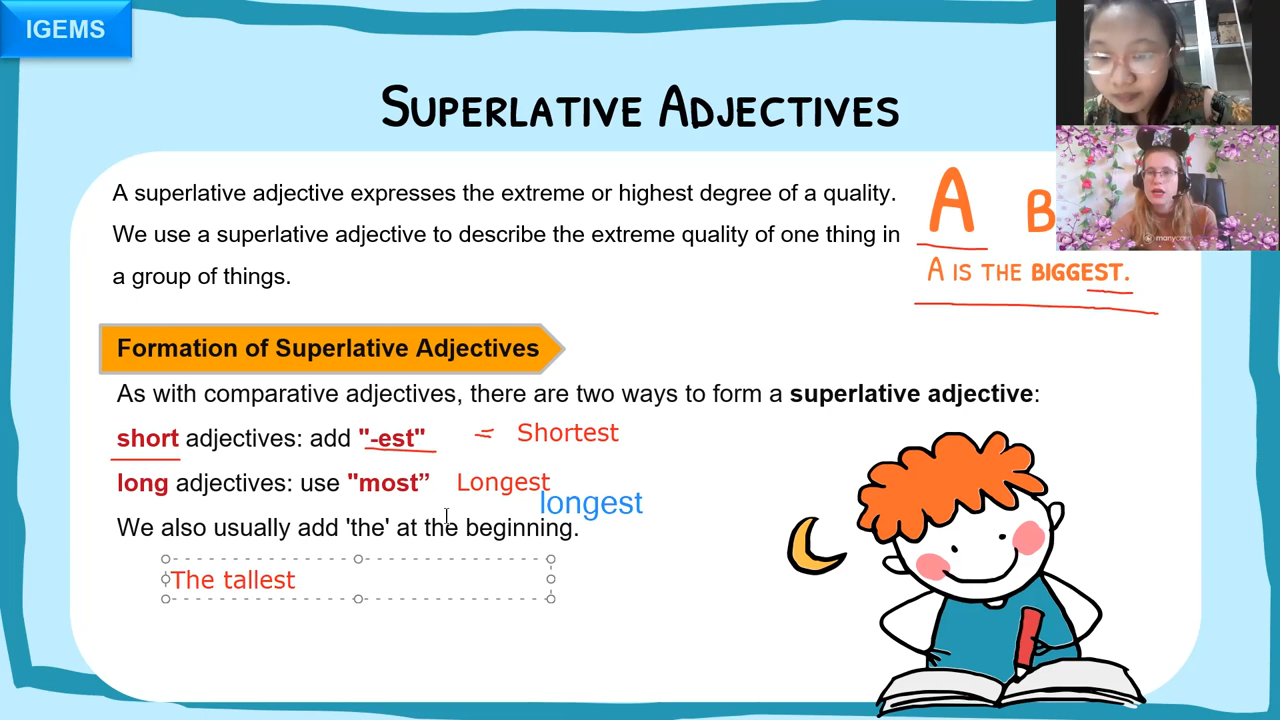 IGEMS
SUPERLATIVE ADJECTIVES
A superlative adjective expresses the extreme or highest degree of a quality.
We use a superlative adjective to describe the extreme quality of one thing in
a group of things.
A B
A IS THE BIGGEST.
Formation of Superlative Adjectives
As with comparative adjectives, there are two ways to form a superlative adjective:
short adjectives: add "-est" = Shortest
long adjectives: use "most” Longest
longest
We also usually add 'the' at the beginning.
The tallest